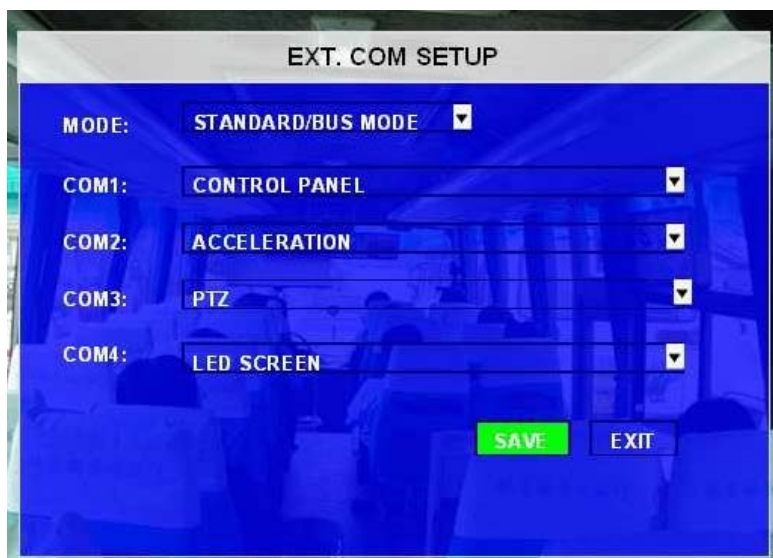 EXT. COM SETUP
MODE: STANDARD/BUS MODE
COM1: CONTROL PANEL
COM2: ACCELERATION
COM3: PTZ
COM4: LED SCREEN
SAVE EXIT